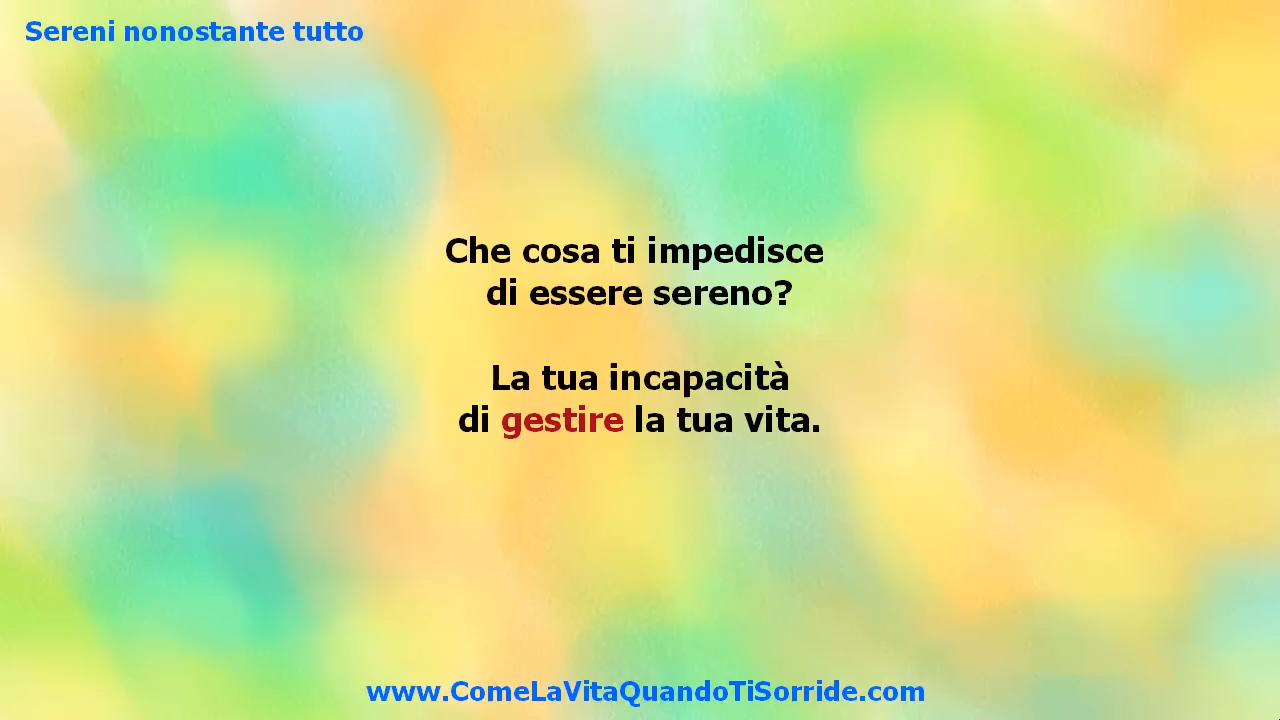 Sereni nonostante tutto
Che cosa ti impedisce
di essere sereno?
La tua incapacità
di gestire la tua vita.
www.ComeLaVitaQuandoTiSorride.com